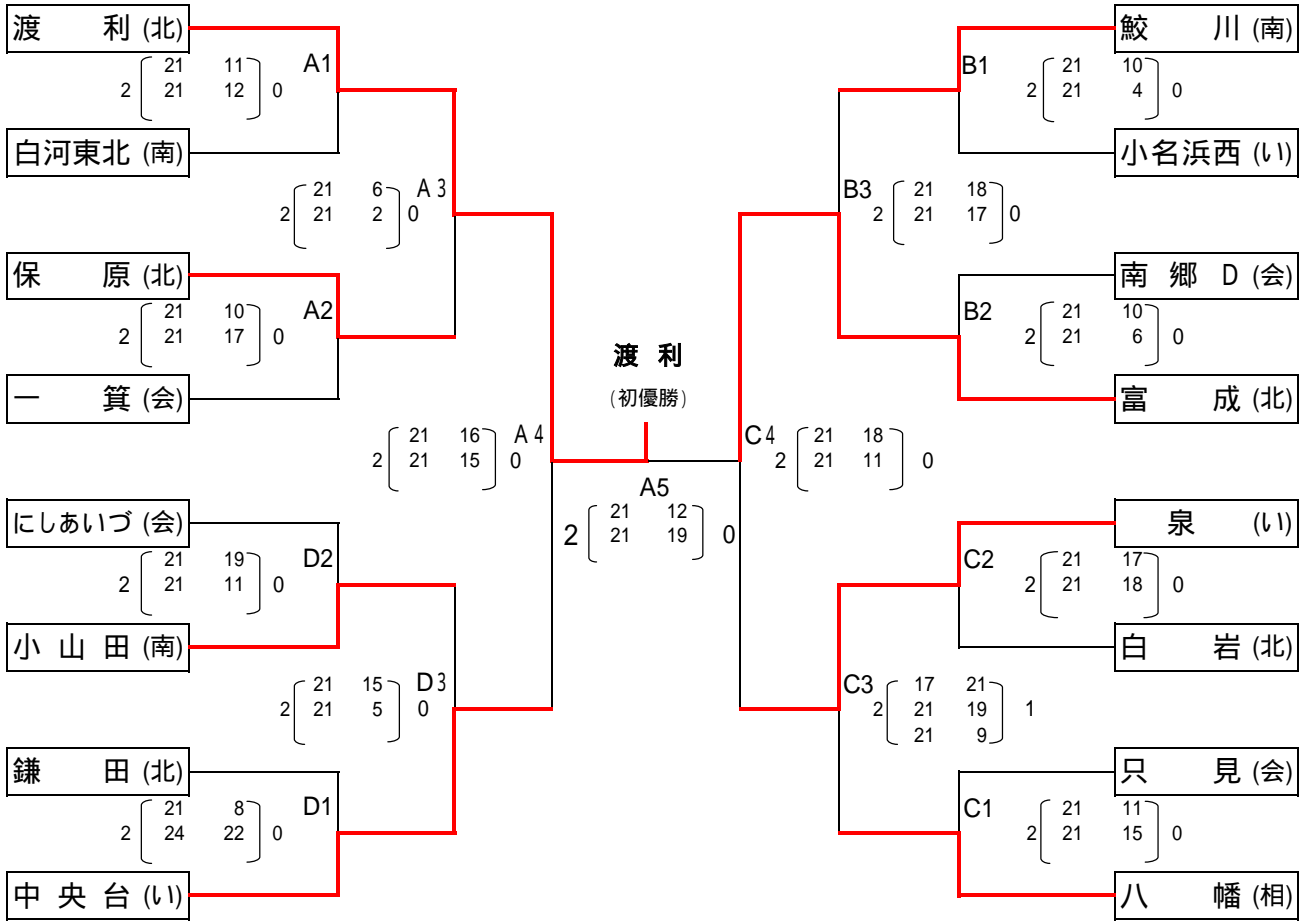 渡 利 (北)
21 11
2 21 12 0
A1
白河東北 (南)
21 6
2 21 2 0
A3
保 原 (北)
21 10
2 21 17 0
A2
一 箕 (会)
21 16
2 21 15 0
A4
にしあいづ (会)
21 19
2 21 11 0
D2
小 山 田 (南)
21 15
2 21 5 0
D3
鎌 田 (北)
21 8
2 24 22 0
D1
中 央 台 (い)
渡 利
(初優勝)
A5
21 12
2 21 19 0
鮫 川 (南)
B1
21 10
2 21 4 0
小名浜西 (い)
B3
21 18
2 21 17 0
南 郷 D (会)
B2
21 10
2 21 6 0
富 成 (北)
C4
21 18
2 21 11 0
泉 (い)
C2
21 17
2 21 18 0
白 岩 (北)
C3
17 21
2 21 19 1
21 9
只 見 (会)
C1
21 11
2 21 15 0
八 幡 (相)